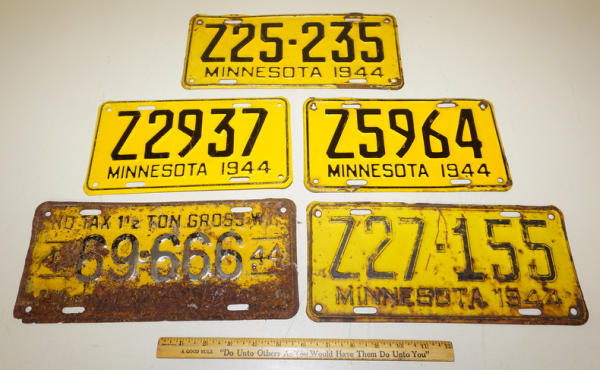 Z25-235
MINNESOTA 1944
Z2937
MINNESOTA 1944
Z5964
MINNESOTA 1944
NO TAX 1½ TON GROSS W
69-666
44
Z27-155
MINNESOTA 1944
A GOOD RULE "Do Unto Others As You Would Have Them Do Unto You"